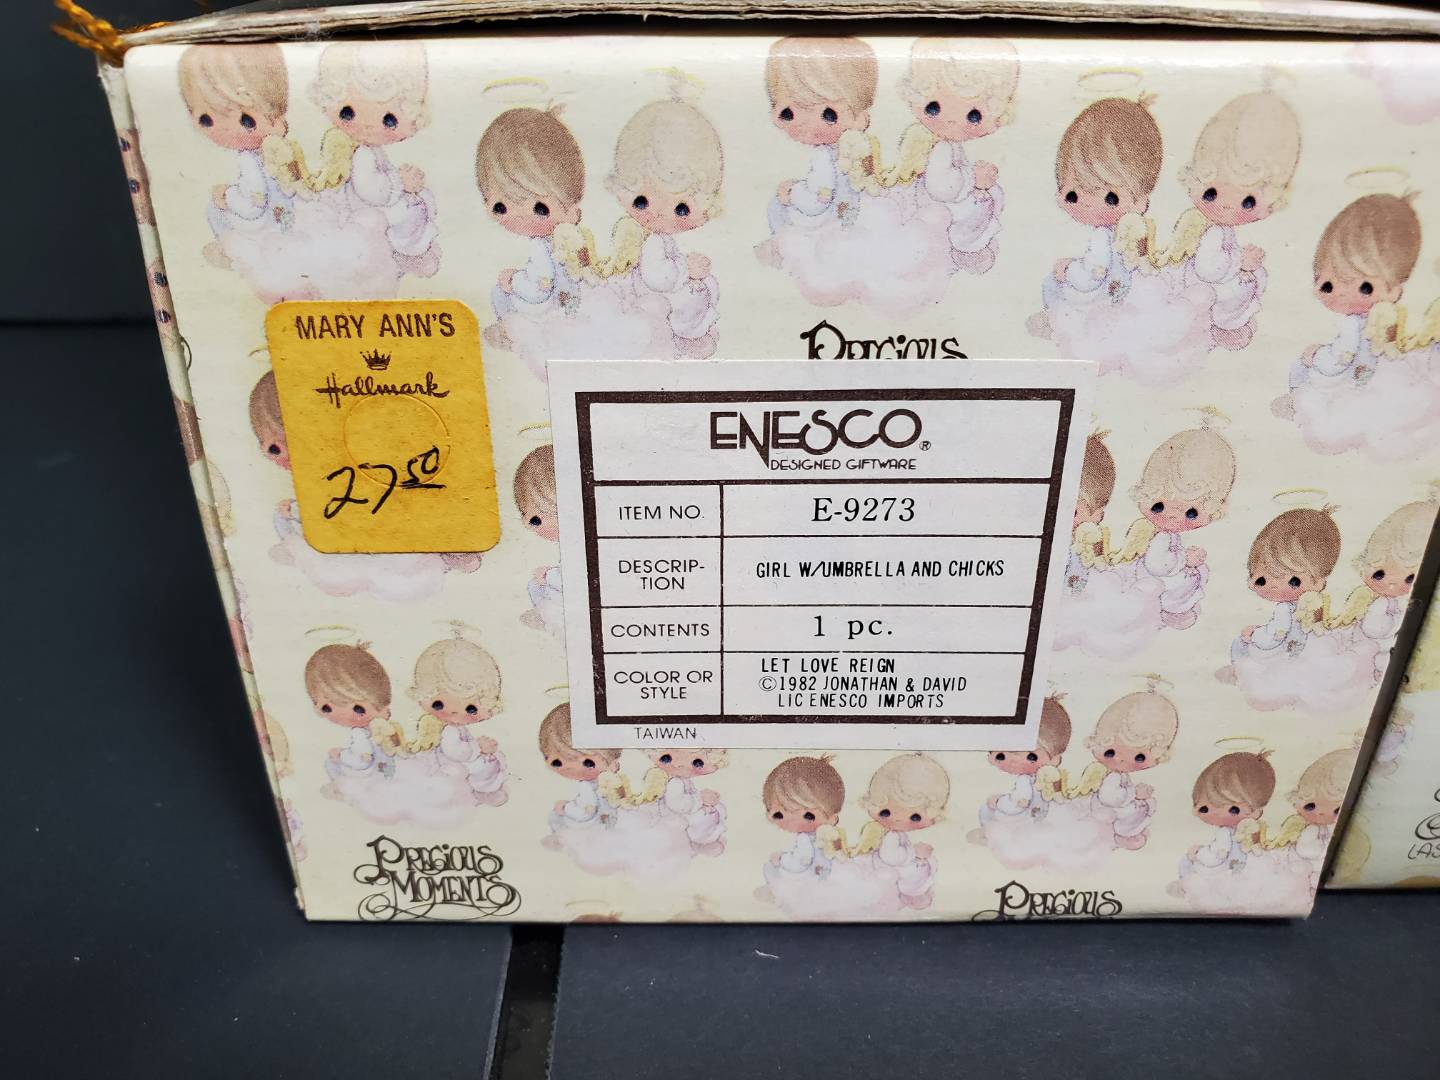 MARY ANN'S
Hallmark
27 50
PRECIOUS
ENESCO®
DESIGNED GIFTWARE
ITEM NO. E-9273
DESCRIP-
TION GIRL W/UMBRELLA AND CHICKS
CONTENTS 1 pc.
COLOR OR
STYLE LET LOVE REIGN
©1982 JONATHAN & DAVID
LIC ENESCO IMPORTS
TAIWAN
PRECIOUS
MOMENTS
PRECIOUS